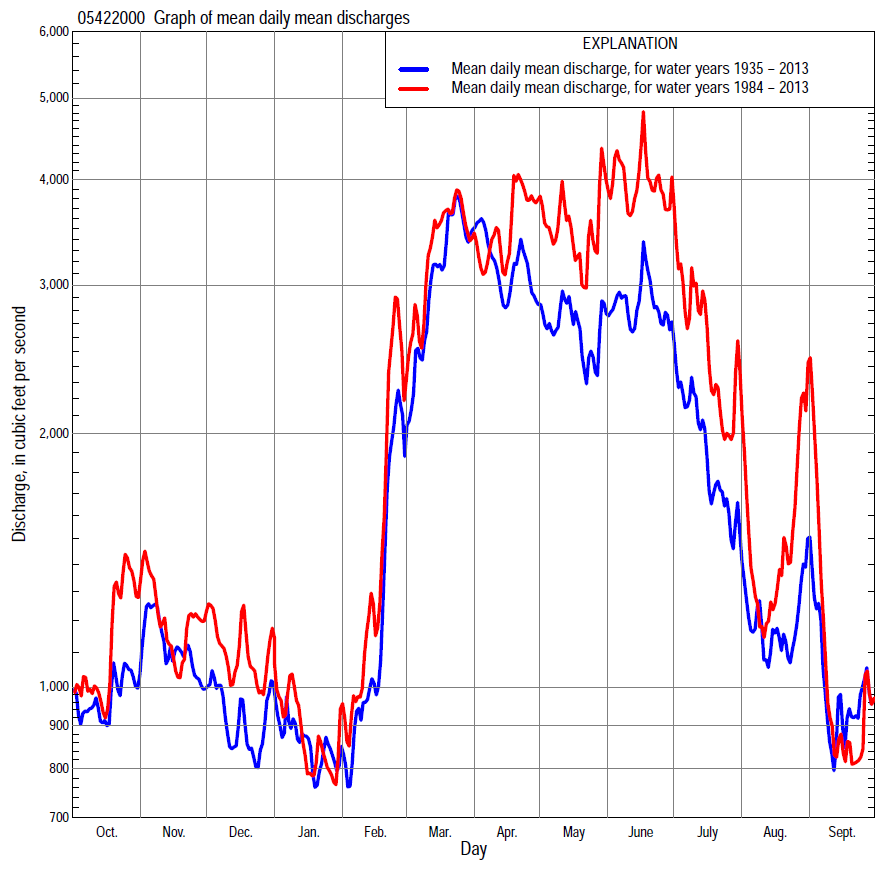 05422000 Graph of mean daily mean discharges
EXPLANATION
Mean daily mean discharge, for water years 1935 – 2013
Mean daily mean discharge, for water years 1984 – 2013
6,000
5,000
4,000
3,000
2,000
1,000
900
800
700
Discharge, in cubic feet per second
Oct. Nov. Dec. Jan. Feb. Mar. Apr. May June July Aug. Sept.
Day